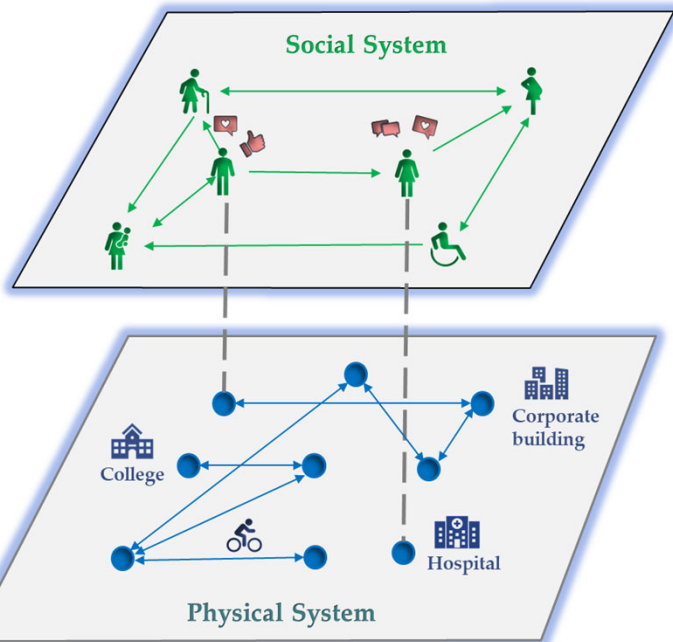 Social System
Corporate
building
College
Hospital
Physical System